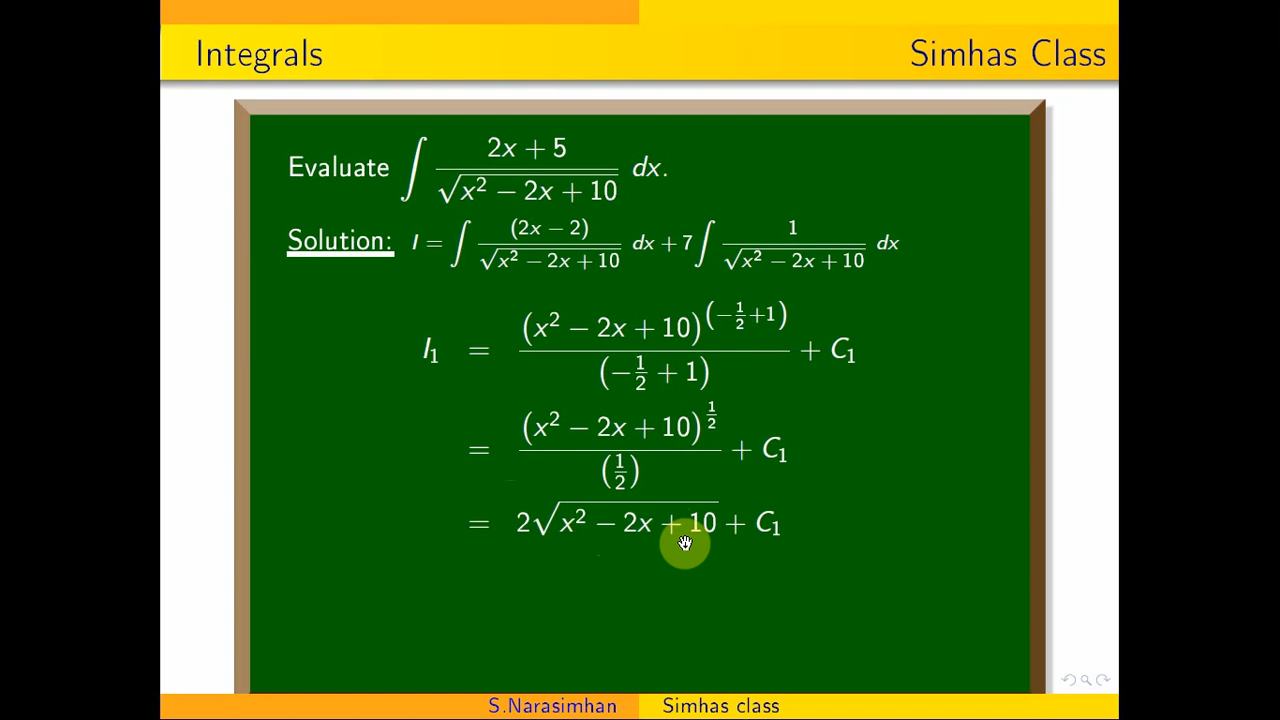 Integrals Simhas Class
Evaluate ∫ (2x + 5)/√(x² − 2x + 10) dx.
Solution: I = ∫ (2x − 2)/√(x² − 2x + 10) dx + 7 ∫ 1/√(x² − 2x + 10) dx
I₁ = (x² − 2x + 10)^(−1/2 + 1)/(−1/2 + 1) + C₁
= (x² − 2x + 10)^(1/2)/(1/2) + C₁
= 2√(x² − 2x + 10) + C₁
S.Narasimhan Simhas class